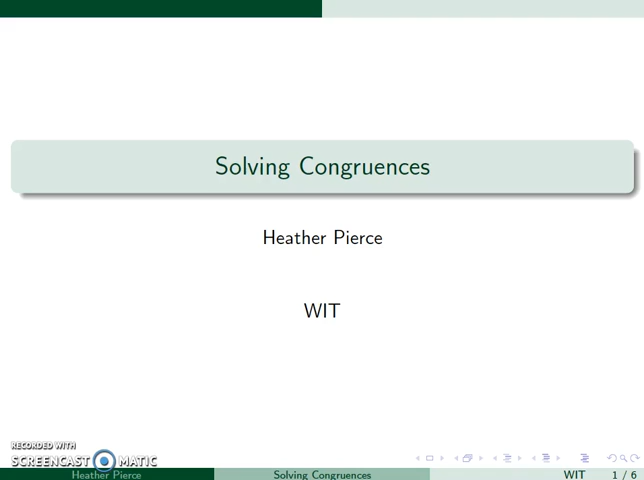 Solving Congruences
Heather Pierce
WIT
RECORDED WITH
SCREENCAST MATIC
Heather Pierce Solving Congruences WIT 1 / 6